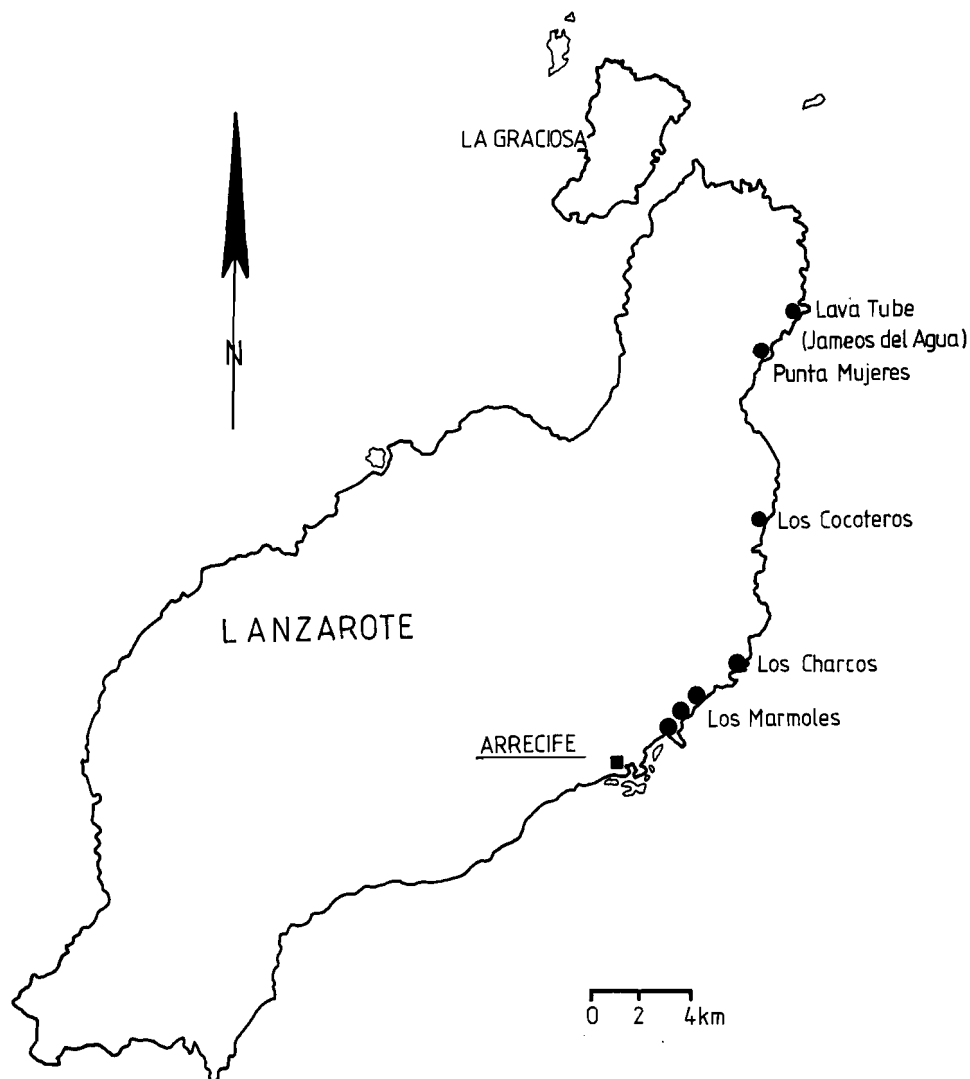 LA GRACIOSA
N
Lava Tube
(Jameos del Agua)
Punta Mujeres
Los Cocoteros
LANZAROTE
Los Charcos
Los Marmoles
ARRECIFE
0 2 4km